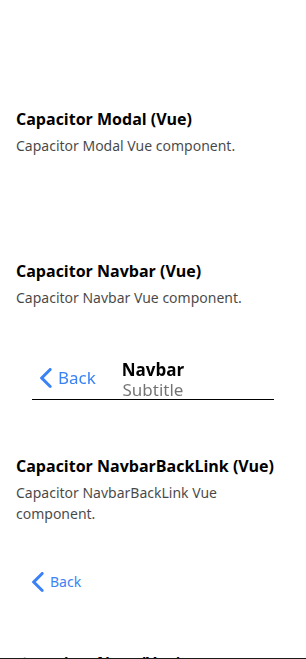 Capacitor Modal (Vue)
Capacitor Modal Vue component.
Capacitor Navbar (Vue)
Capacitor Navbar Vue component.
Back
Navbar
Subtitle
Capacitor NavbarBackLink (Vue)
Capacitor NavbarBackLink Vue
component.
Back